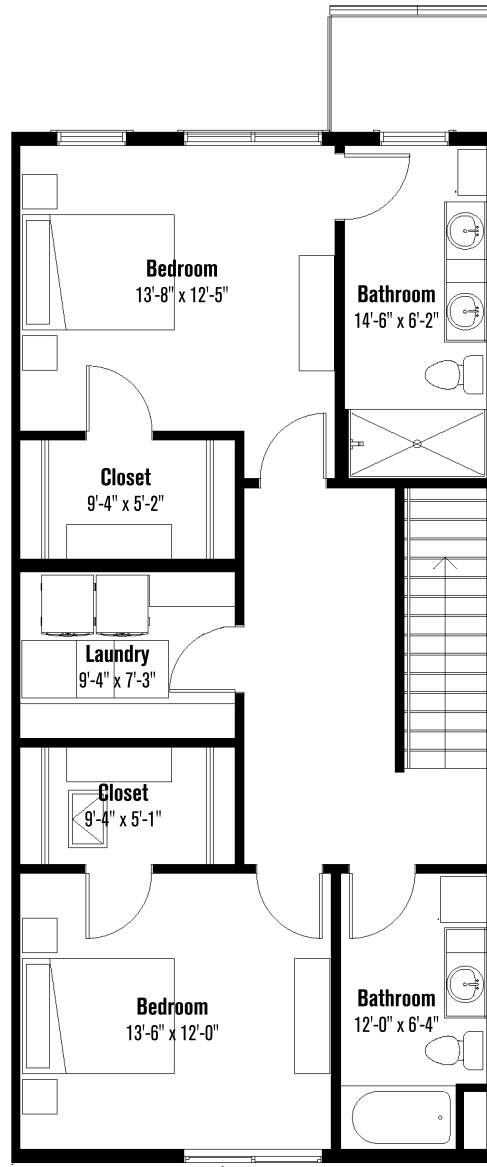 Bedroom
13'-8" x 12'-5"
Bathroom
14'-6" x 6'-2"
Closet
9'-4" x 5'-2"
Laundry
9'-4" x 7'-3"
Closet
9'-4" x 5'-1"
Bedroom
13'-6" x 12'-0"
Bathroom
12'-0" x 6'-4"